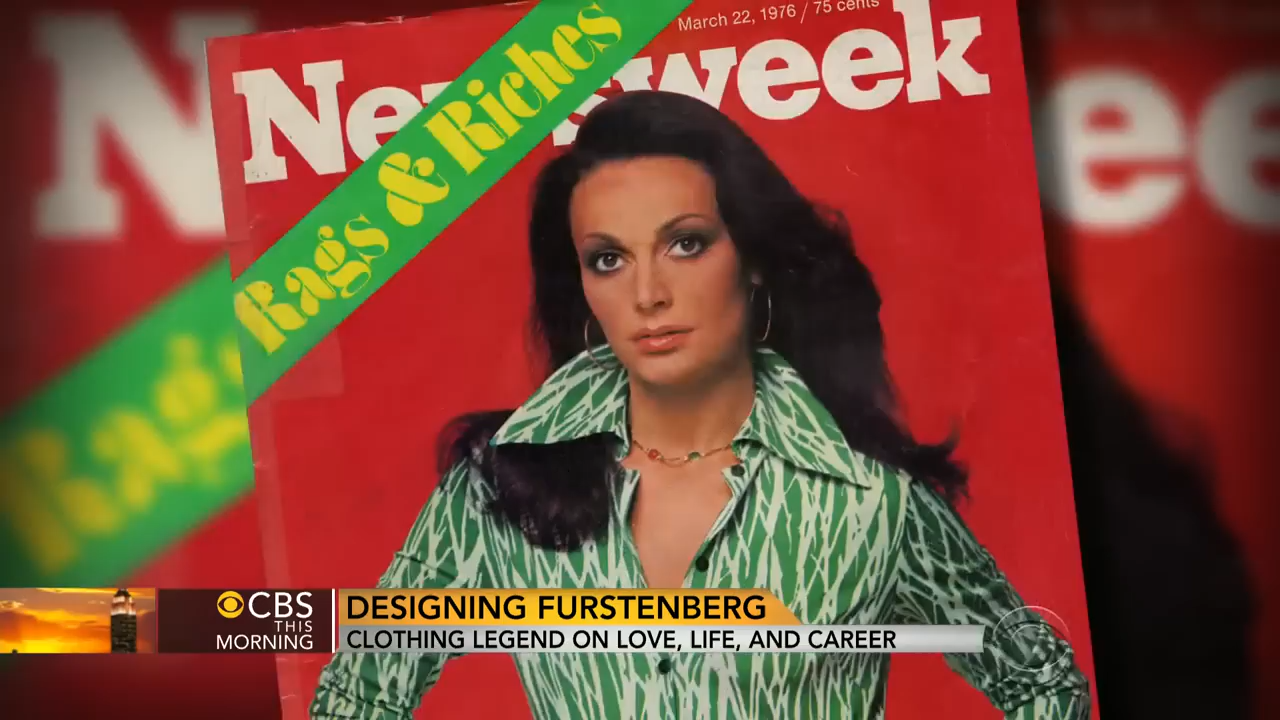 March 22, 1976 / 75 cents
Newsweek
Rags & Riches
CBS
THIS
MORNING
DESIGNING FURSTENBERG
CLOTHING LEGEND ON LOVE, LIFE, AND CAREER